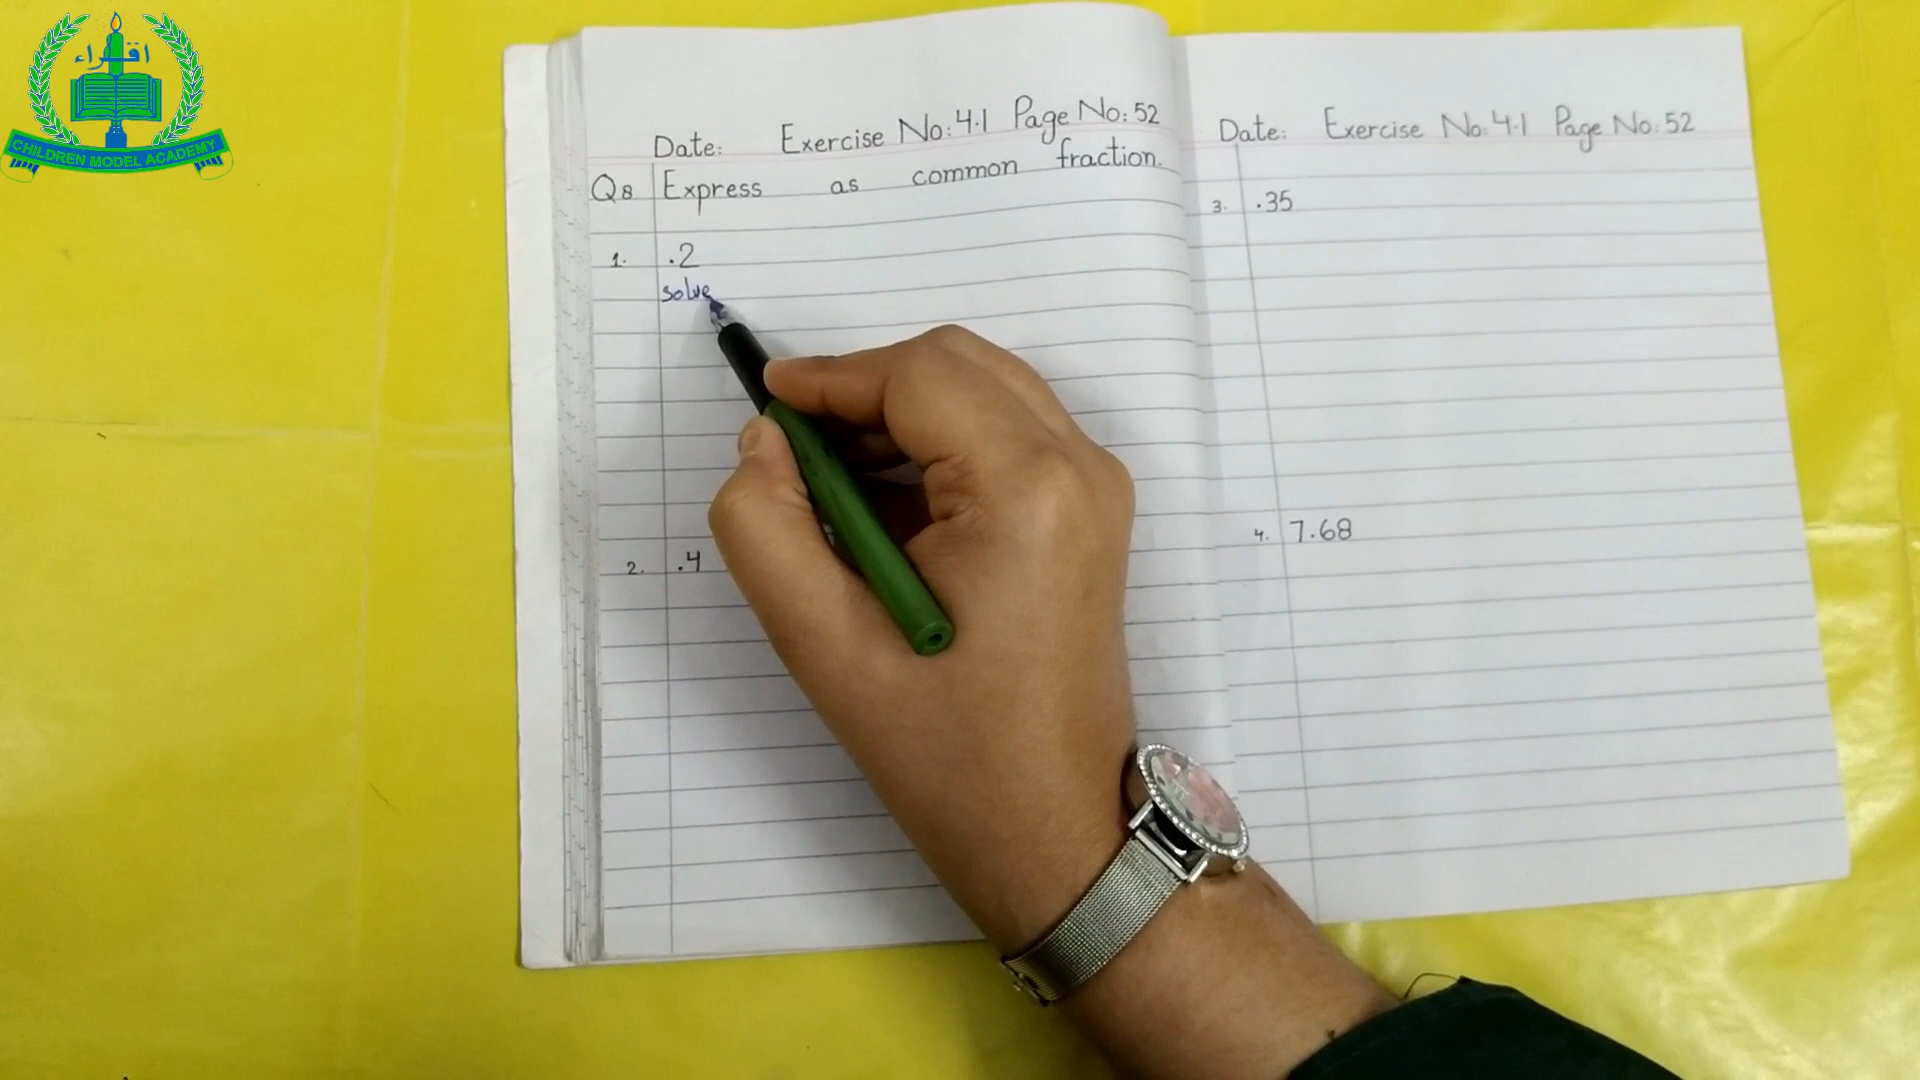 اقراء
CHILDREN MODEL ACADEMY
Date: Exercise No: 4.1 Page No: 52
Q8 Express as common fraction.
1. .2
solve
2. .4
Date: Exercise No: 4.1 Page No: 52
3. .35
4. 7.68